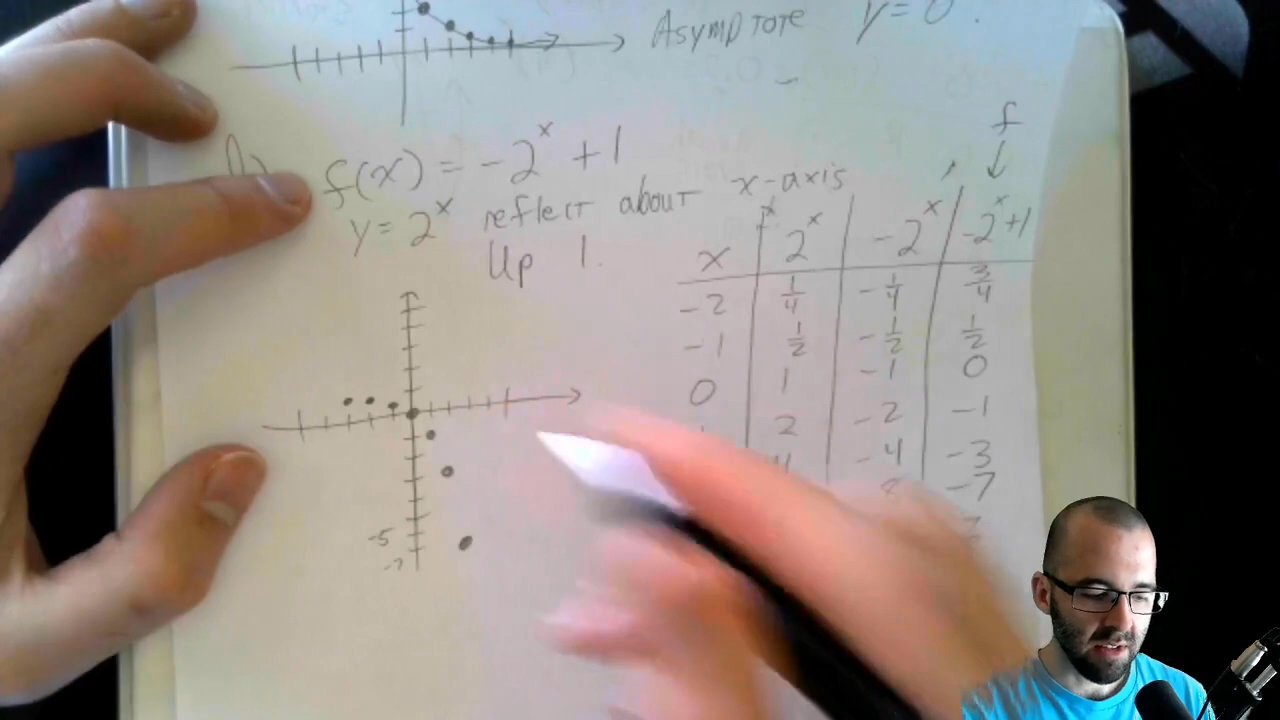 Asymptote y=0.
f(x) = -2^x +1
y=2^x reflect about x-axis
Up 1.
f
↓
x 2^x -2^x -2^x+1
-2 1/4 -1/4 3/4
-1 1/2 -1/2 1/2
0 1 -1 0
2 -2 -1
-4 -3
-7
-5
-7